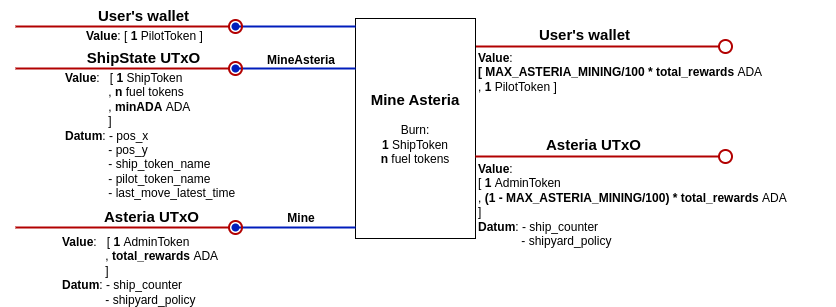 User's wallet
Value: [ 1 PilotToken ]
ShipState UTxO
MineAsteria
Value: [ 1 ShipToken
, n fuel tokens
, minADA ADA
]
Datum: - pos_x
- pos_y
- ship_token_name
- pilot_token_name
- last_move_latest_time
Asteria UTxO
Mine
Value: [ 1 AdminToken
, total_rewards ADA
]
Datum: - ship_counter
- shipyard_policy
Mine Asteria
Burn:
1 ShipToken
n fuel tokens
User's wallet
Value:
[ MAX_ASTERIA_MINING/100 * total_rewards ADA
, 1 PilotToken ]
Asteria UTxO
Value:
[ 1 AdminToken
, (1 - MAX_ASTERIA_MINING/100) * total_rewards ADA
]
Datum: - ship_counter
- shipyard_policy